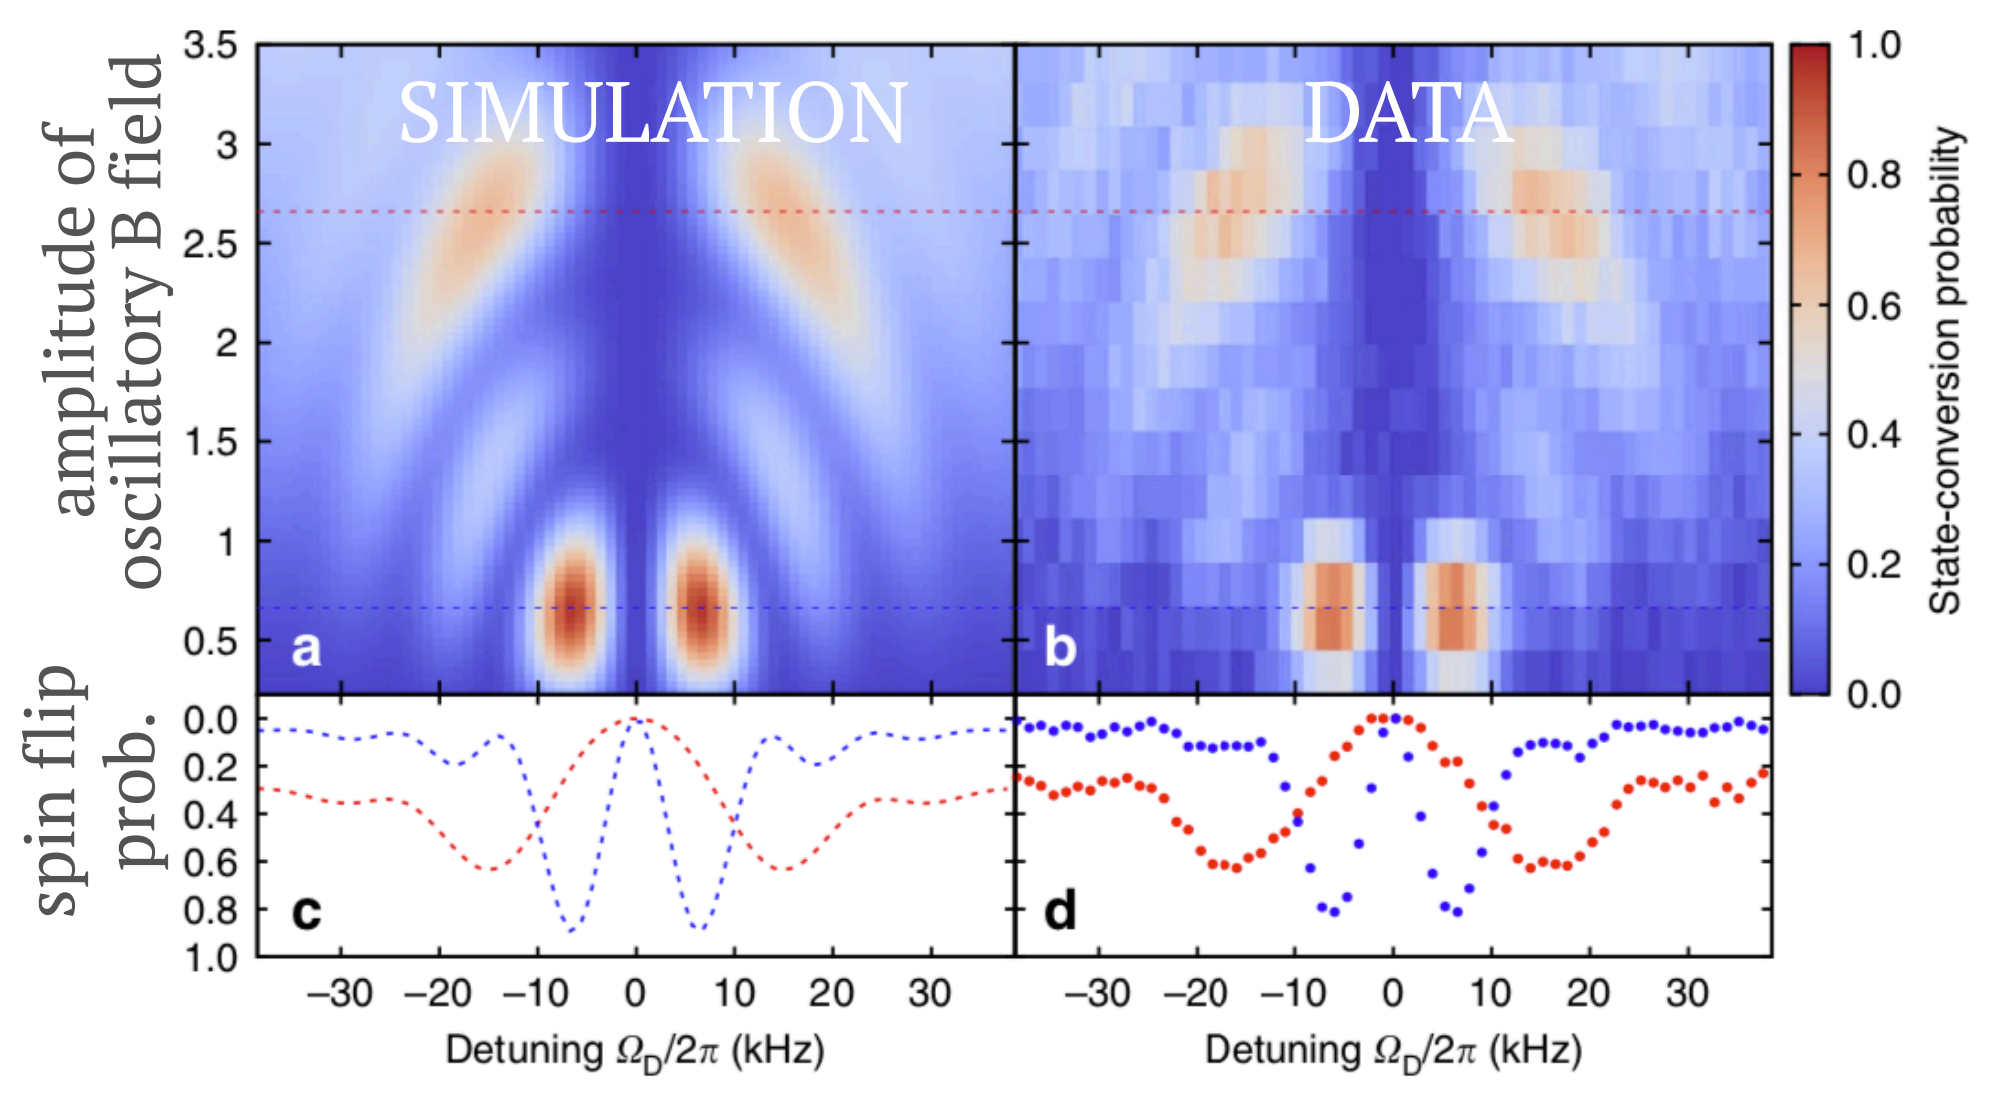 amplitude of
oscillatory B field
3.5
3
2.5
2
1.5
1
0.5
SIMULATION
a
DATA
b
1.0
0.8
0.6
0.4
0.2
0.0
State-conversion probability
spin flip
prob.
0.0
0.2
0.4
0.6
0.8
1.0
c
d
−30 −20 −10 0 10 20 30
−30 −20 −10 0 10 20 30
Detuning Ω_D/2π (kHz)
Detuning Ω_D/2π (kHz)